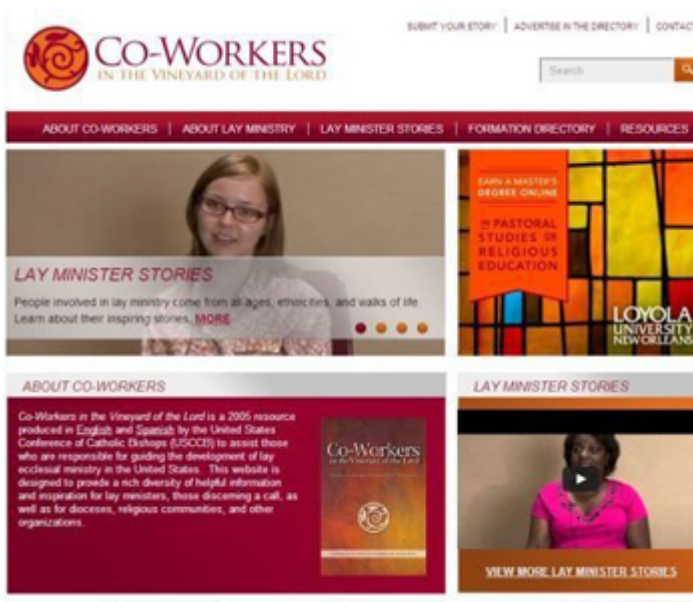 SUBMIT YOUR STORY | ADVERTISE IN THE DIRECTORY | CONTACT
CO-WORKERS
IN THE VINEYARD OF THE LORD
Search
ABOUT CO-WORKERS | ABOUT LAY MINISTRY | LAY MINISTER STORIES | FORMATION DIRECTORY | RESOURCES
EARN A MASTER'S
DEGREE ONLINE
IN PASTORAL
STUDIES OR
RELIGIOUS
EDUCATION
LOYOLA
UNIVERSITY
NEW ORLEANS
LAY MINISTER STORIES
People involved in lay ministry come from all ages, ethnicities, and walks of life.
Learn about their inspiring stories. MORE
ABOUT CO-WORKERS
Co-Workers in the Vineyard of the Lord is a 2005 resource
produced in English and Spanish by the United States
Conference of Catholic Bishops (USCCB) to assist those
who are responsible for guiding the development of lay
ecclesial ministry in the United States. This website is
designed to provide a rich diversity of helpful information
and inspiration for lay ministers, those discerning a call, as
well as for dioceses, religious communities, and other
organizations.
Co-Workers
in the Vineyard of the Lord
LAY MINISTER STORIES
VIEW MORE LAY MINISTER STORIES